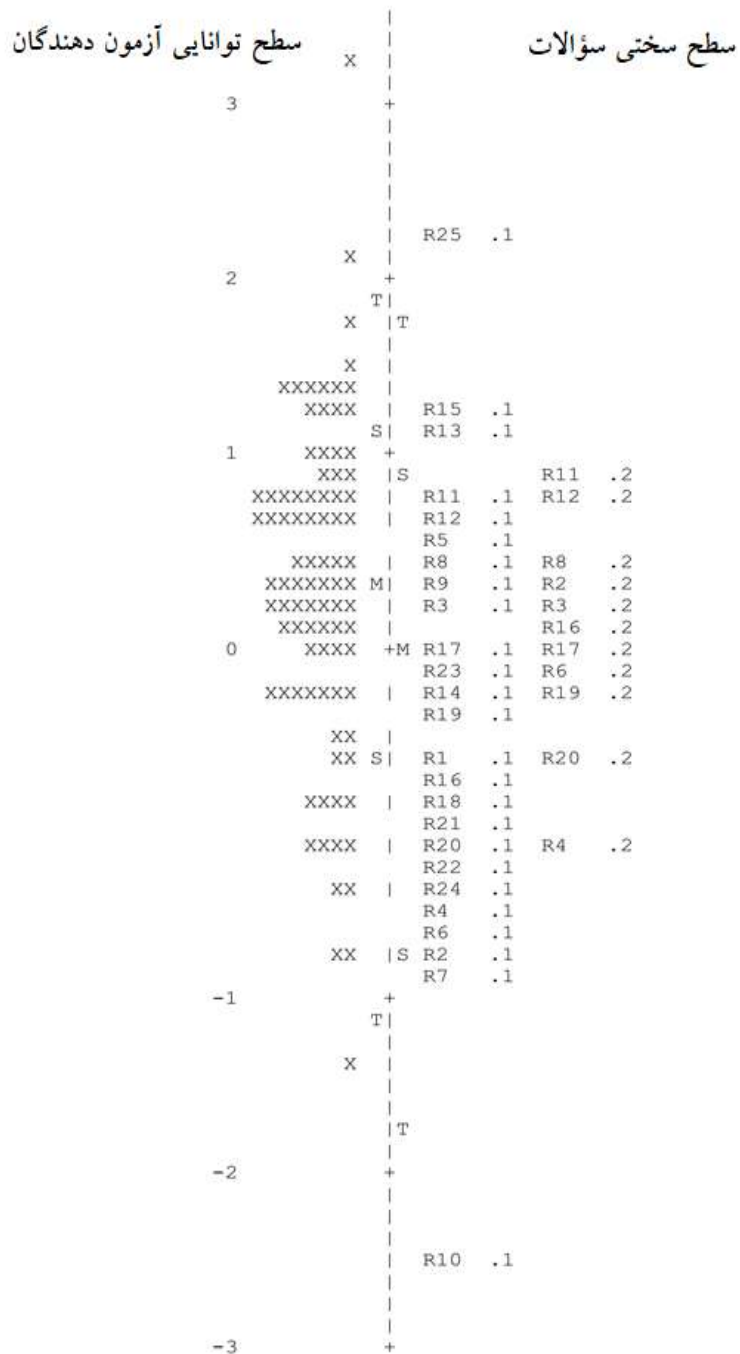 سطح توانایی آزمون دهندگان سطح سختی سؤالات
X |
|
3 +
|
|
|
|
|
| R25 .1
X |
2 +
T|
X |T
|
X |
XXXXXX |
XXXX | R15 .1
S| R13 .1
1 XXXX +
XXX |S R11 .2
XXXXXXXX | R11 .1 R12 .2
XXXXXXXX | R12 .1
R5 .1
XXXXX | R8 .1 R8 .2
XXXXXXX M| R9 .1 R2 .2
XXXXXXX | R3 .1 R3 .2
XXXXXX | R16 .2
0 XXXX +M R17 .1 R17 .2
R23 .1 R6 .2
XXXXXXX | R14 .1 R19 .2
R19 .1
XX |
XX S| R1 .1 R20 .2
R16 .1
XXXX | R18 .1
R21 .1
XXXX | R20 .1 R4 .2
R22 .1
XX | R24 .1
R4 .1
R6 .1
XX |S R2 .1
R7 .1
-1 +
T|
|
X |
|
|
|T
|
-2 +
|
|
|
| R10 .1
|
|
|
-3 +